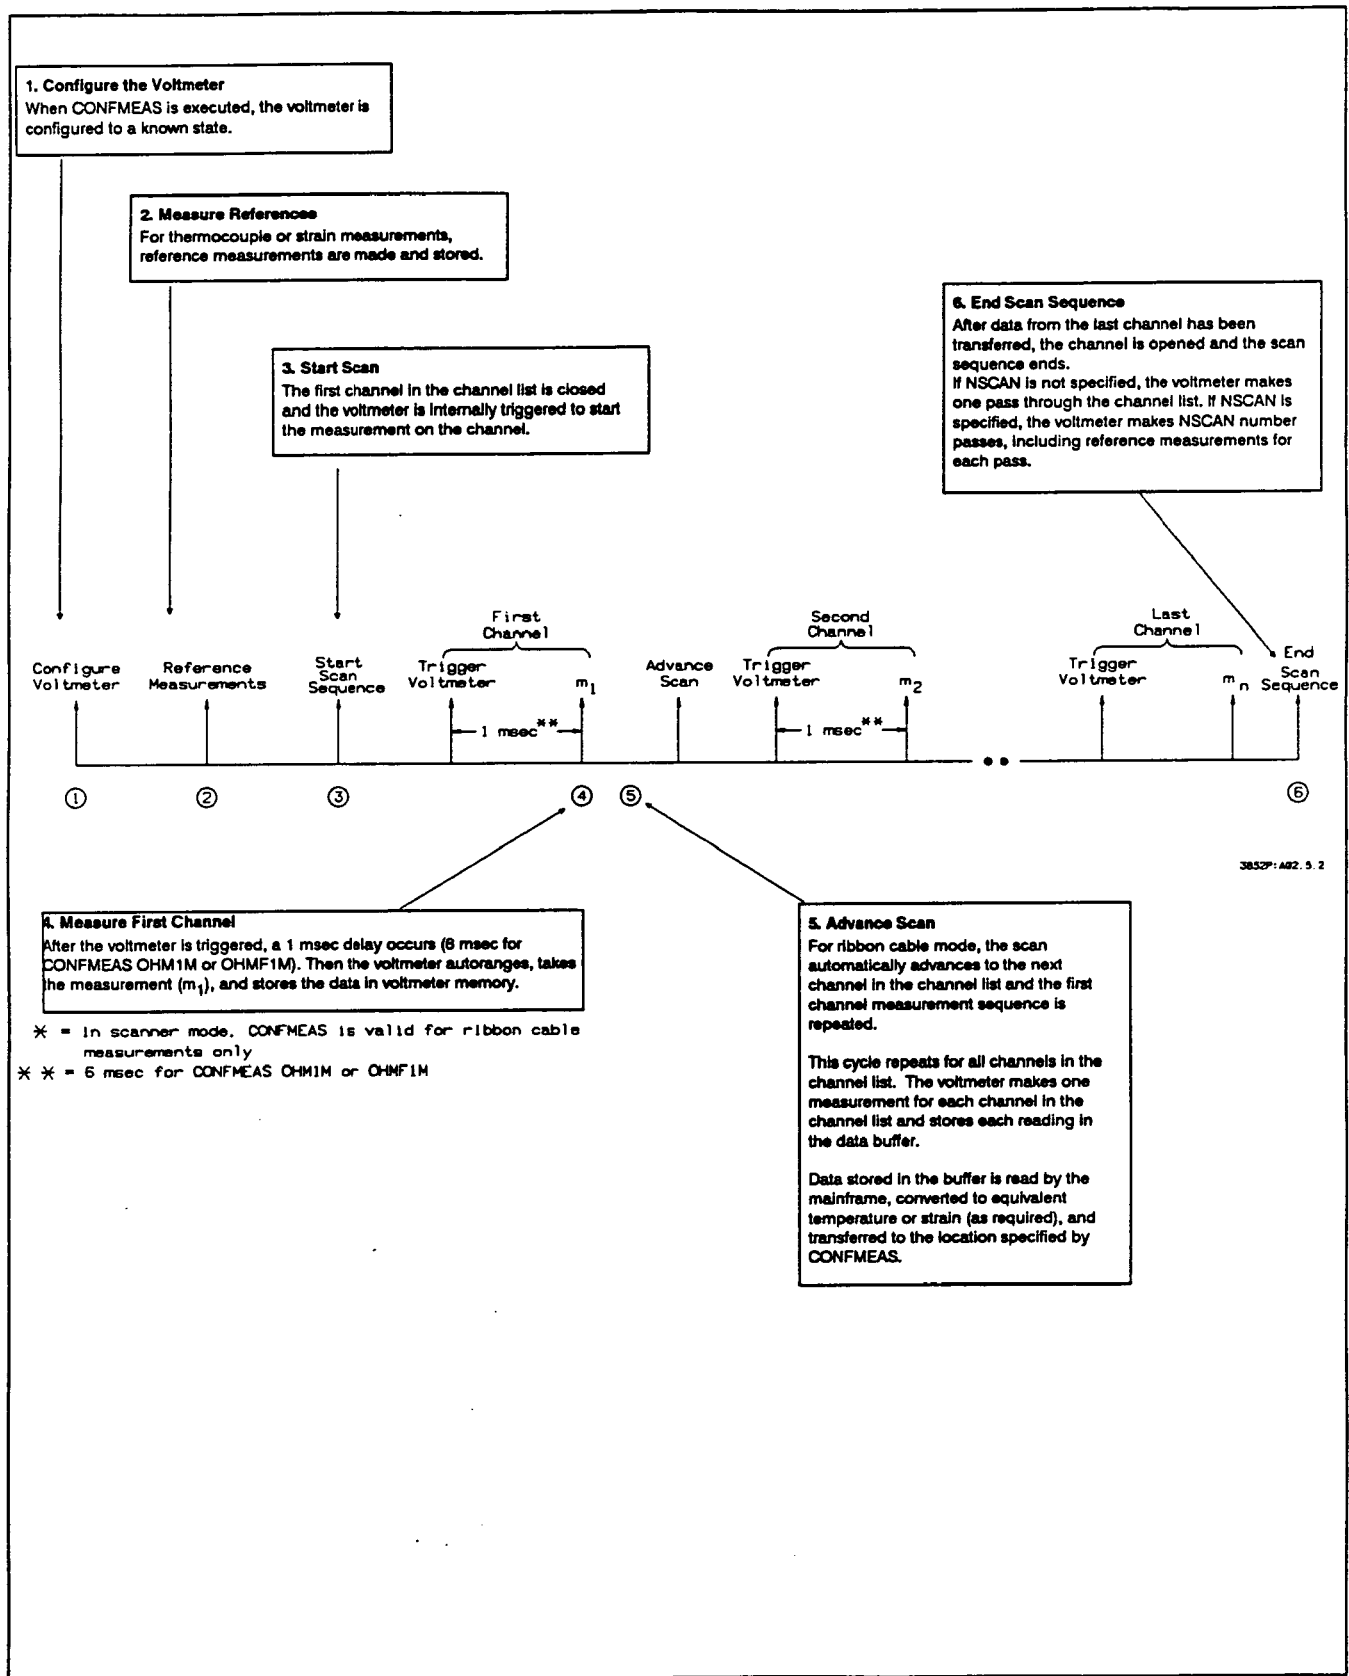 1. Configure the Voltmeter
When CONFMEAS is executed, the voltmeter is
configured to a known state.
2. Measure References
For thermocouple or strain measurements,
reference measurements are made and stored.
3. Start Scan
The first channel in the channel list is closed
and the voltmeter is internally triggered to start
the measurement on the channel.
6. End Scan Sequence
After data from the last channel has been
transferred, the channel is opened and the scan
sequence ends.
If NSCAN is not specified, the voltmeter makes
one pass through the channel list. If NSCAN is
specified, the voltmeter makes NSCAN number
passes, including reference measurements for
each pass.
Configure
Voltmeter
Reference
Measurements
Start
Scan
Sequence
First
Channel
Trigger
Voltmeter
m1
1 msec**
Advance
Scan
Second
Channel
Trigger
Voltmeter
m2
1 msec**
Last
Channel
Trigger
Voltmeter
mn
End
Scan
Sequence
① ② ③ ④ ⑤ ⑥
3852P:A02.5.2
4. Measure First Channel
After the voltmeter is triggered, a 1 msec delay occurs (6 msec for
CONFMEAS OHM1M or OHMF1M). Then the voltmeter autoranges, takes
the measurement (m1), and stores the data in voltmeter memory.
* = In scanner mode, CONFMEAS is valid for ribbon cable
measurements only
* * = 6 msec for CONFMEAS OHM1M or OHMF1M
5. Advance Scan
For ribbon cable mode, the scan
automatically advances to the next
channel in the channel list and the first
channel measurement sequence is
repeated.
This cycle repeats for all channels in the
channel list. The voltmeter makes one
measurement for each channel in the
channel list and stores each reading in
the data buffer.
Data stored in the buffer is read by the
mainframe, converted to equivalent
temperature or strain (as required), and
transferred to the location specified by
CONFMEAS.